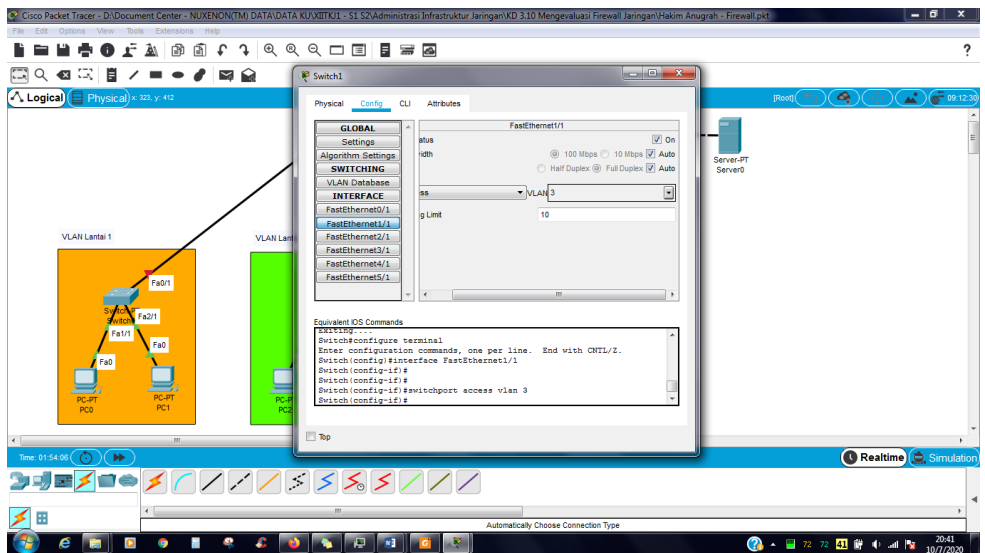 Cisco Packet Tracer - D:\Document Center - NUXENON(TM) DATA\DATA KU\XIITKJ1 - S1 S2\Administrasi Infrastruktur Jaringan\KD 3.10 Mengevaluasi Firewall Jaringan\Hakim Anugrah - Firewall.pkt
File Edit Options View Tools Extensions Help
?
Logical
Physical
x: 323, y: 412
[Root]
09:12:30
Switch1
Physical Config CLI Attributes
GLOBAL
Settings
Algorithm Settings
SWITCHING
VLAN Database
INTERFACE
FastEthernet0/1
FastEthernet1/1
FastEthernet2/1
FastEthernet3/1
FastEthernet4/1
FastEthernet5/1
FastEthernet1/1
atus
On
idth
100 Mbps 10 Mbps Auto
Half Duplex Full Duplex Auto
ss
VLAN 3
g Limit
10
Equivalent IOS Commands
Exiting....
Switch#configure terminal
Enter configuration commands, one per line. End with CNTL/Z.
Switch(config)#interface FastEthernet1/1
Switch(config-if)#
Switch(config-if)#
Switch(config-if)#switchport access vlan 3
Switch(config-if)#
Top
Server-PT
Server0
VLAN Lantai 1
VLAN Lant
Fa0/1
Fa2/1
Fa1/1
Fa0
Fa0
PC-PT
PC0
PC-PT
PC1
PC-P
PC2
Time: 01:54:06
Realtime
Simulation
Automatically Choose Connection Type
72 72 41
20:41
10/7/2020